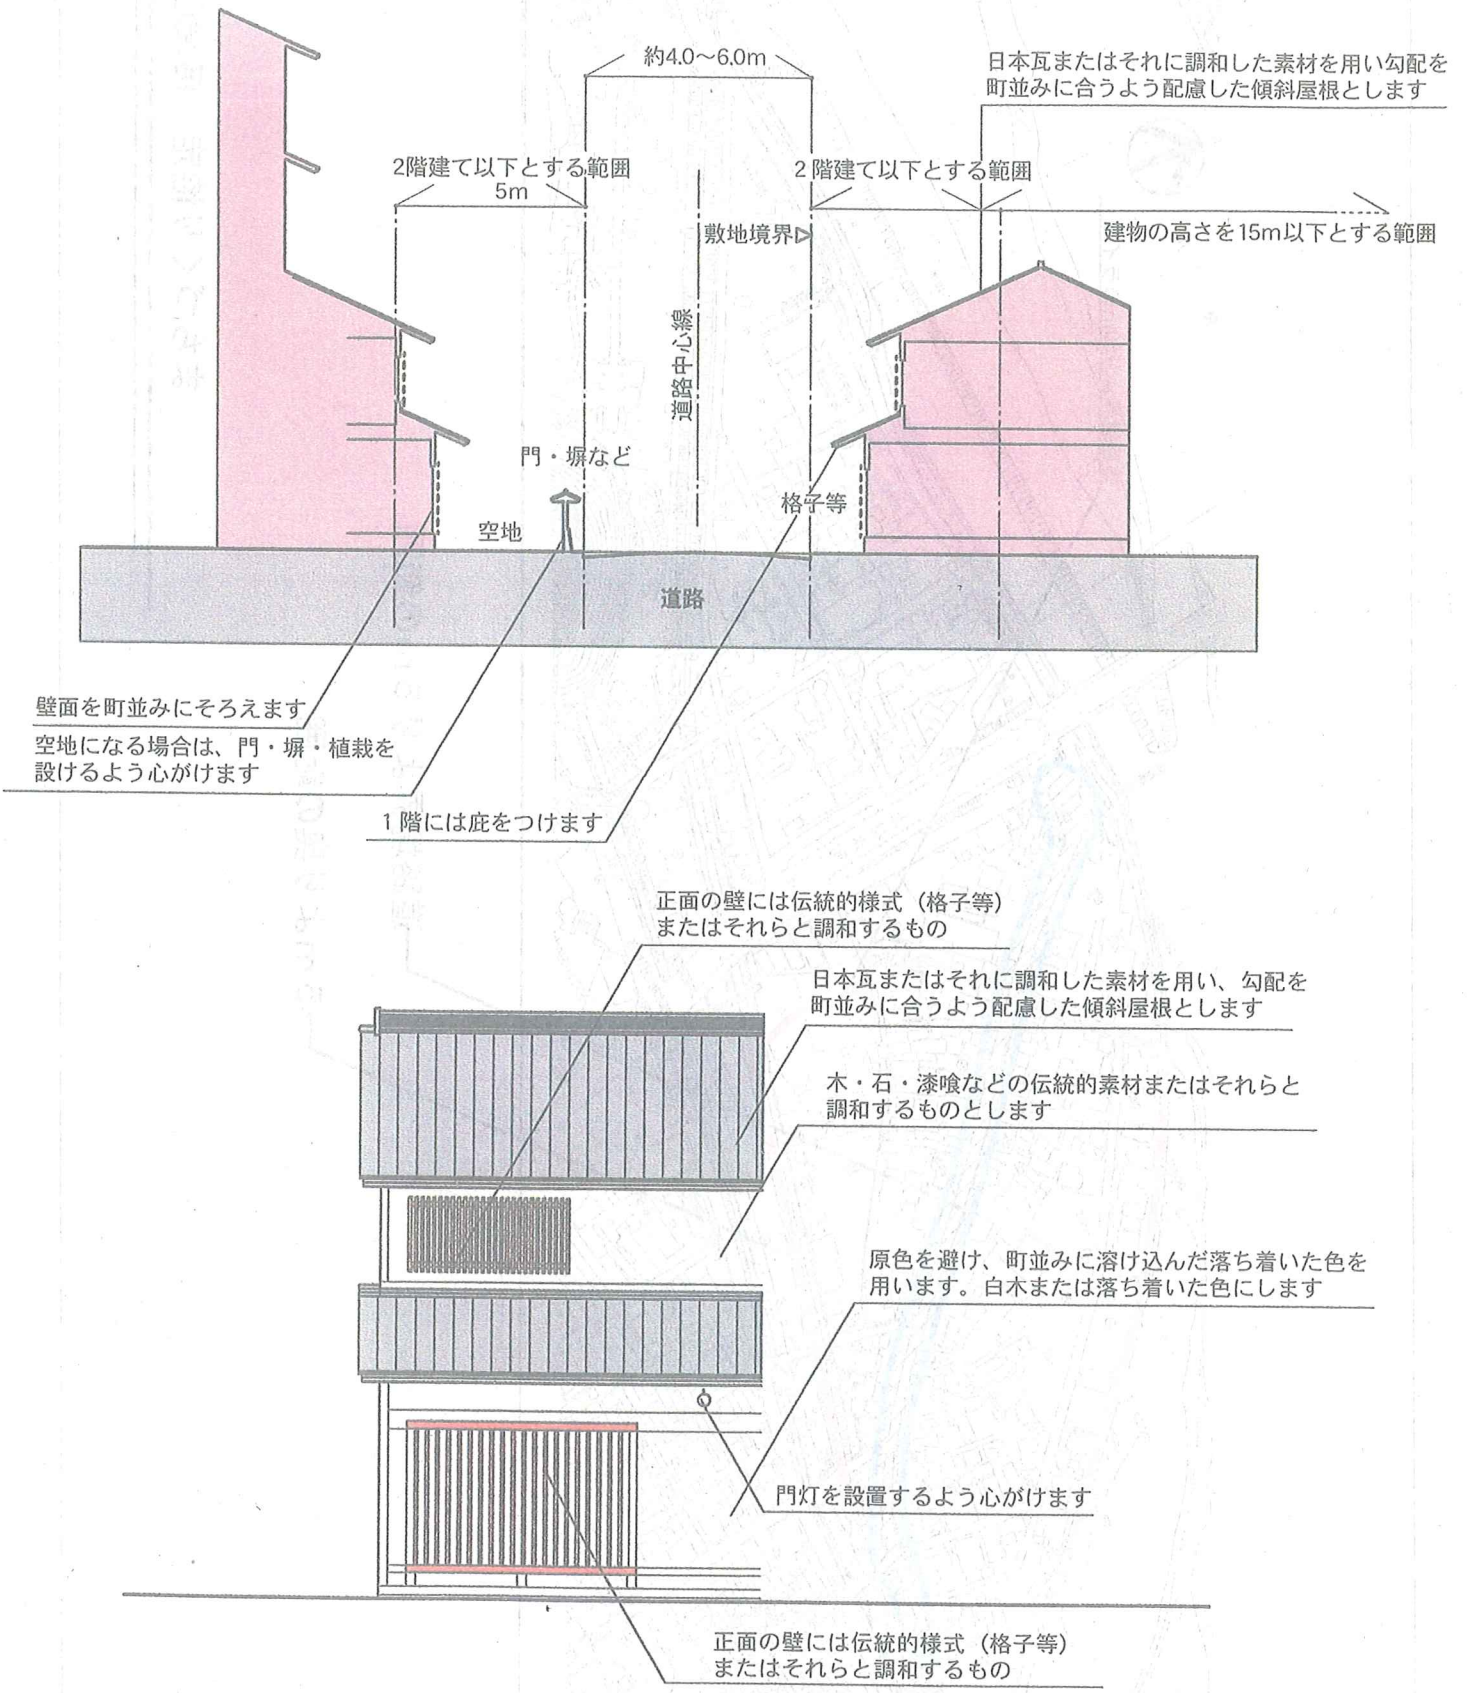 約4.0〜6.0m
日本瓦またはそれに調和した素材を用い勾配を
町並みに合うよう配慮した傾斜屋根とします
2階建て以下とする範囲
5m
2階建て以下とする範囲
敷地境界
建物の高さを15m以下とする範囲
道路中心線
門・塀など
格子等
空地
道路
壁面を町並みにそろえます
空地になる場合は、門・塀・植栽を
設けるよう心がけます
1階には庇をつけます
正面の壁には伝統的様式（格子等）
またはそれらと調和するもの
日本瓦またはそれに調和した素材を用い、勾配を
町並みに合うよう配慮した傾斜屋根とします
木・石・漆喰などの伝統的素材またはそれらと
調和するものとします
原色を避け、町並みに溶け込んだ落ち着いた色を
用います。白木または落ち着いた色にします
門灯を設置するよう心がけます
正面の壁には伝統的様式（格子等）
またはそれらと調和するもの